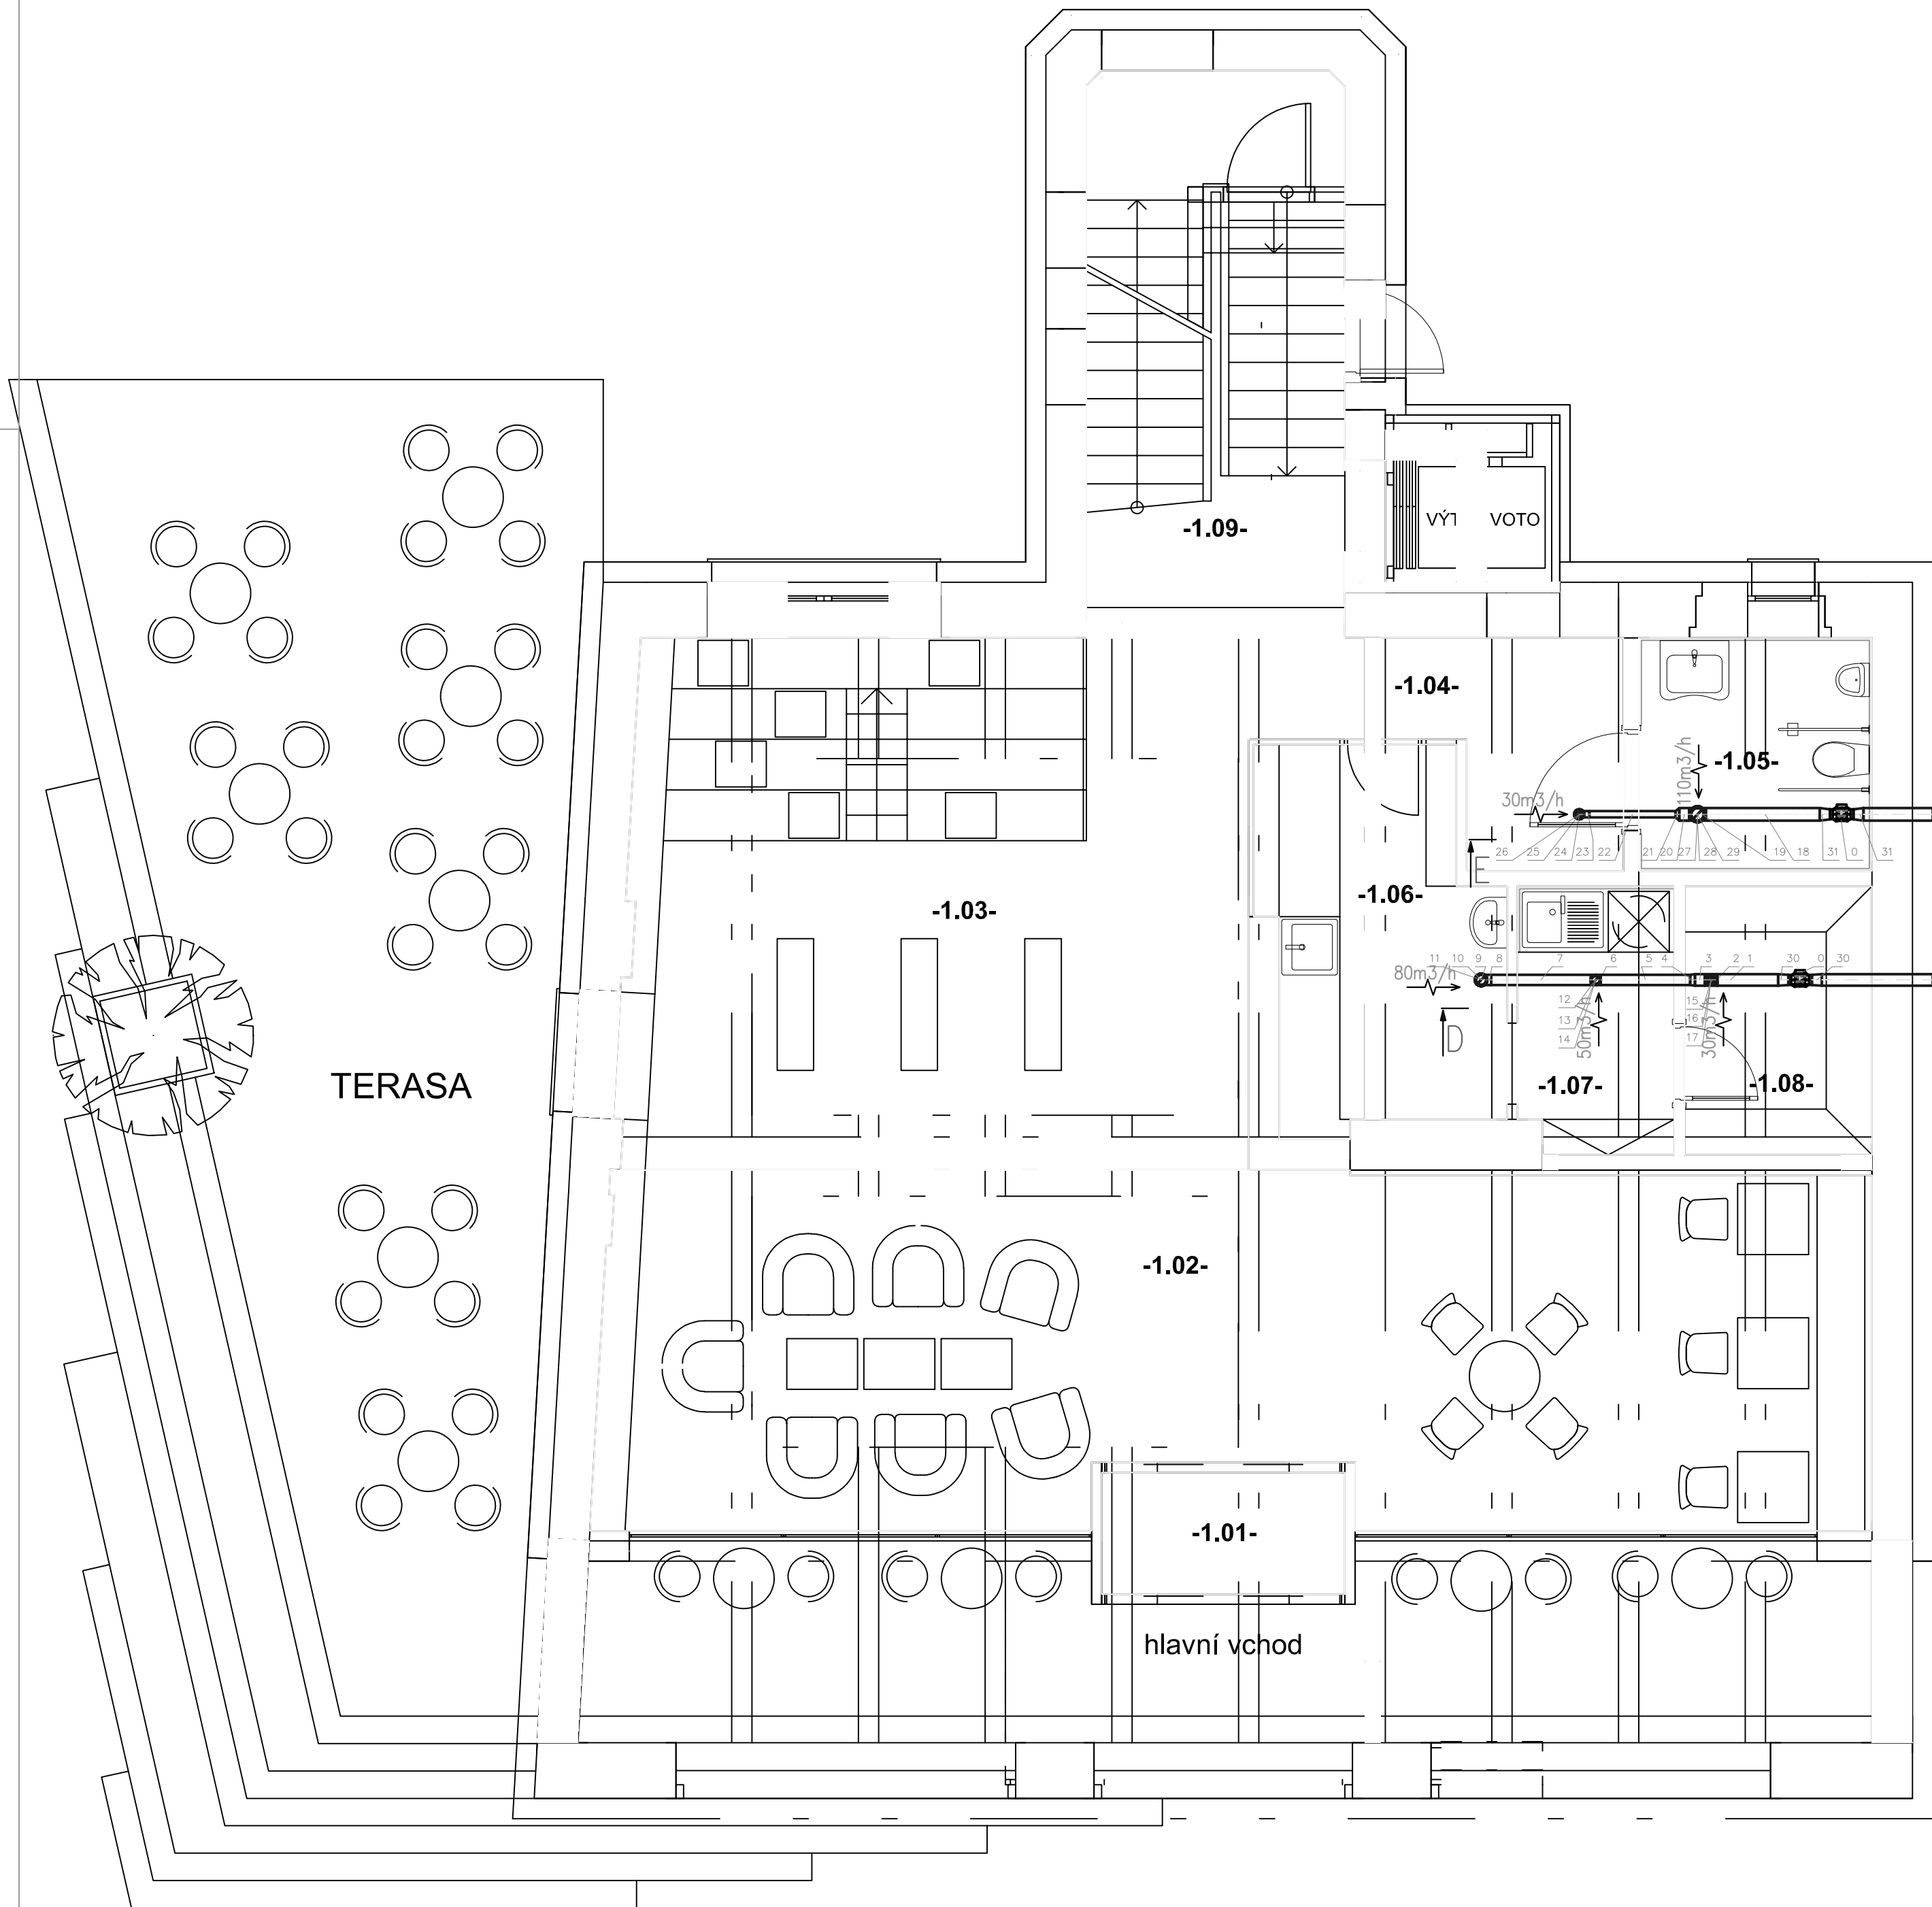 -1.09-
VÝT VOTO
-1.04-
110m3/h
-1.05-
30m3/h
26 25 24 23 22 21 20 27 28 29 19 18 31 0 31
E
-1.06-
-1.03-
11 10 9 8 7 6 5 4 3 2 1 30 0 30
80m3/h
12
13
14
50m3/h
15
16
17
30m3/h
D
TERASA
-1.07-
-1.08-
-1.02-
-1.01-
hlavní vchod